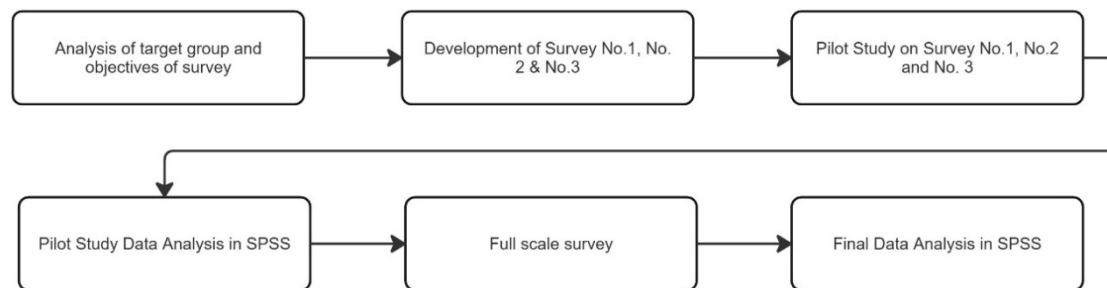 Analysis of target group and
objectives of survey
Development of Survey No.1, No.
2 & No.3
Pilot Study on Survey No.1, No.2
and No. 3
Pilot Study Data Analysis in SPSS
Full scale survey
Final Data Analysis in SPSS